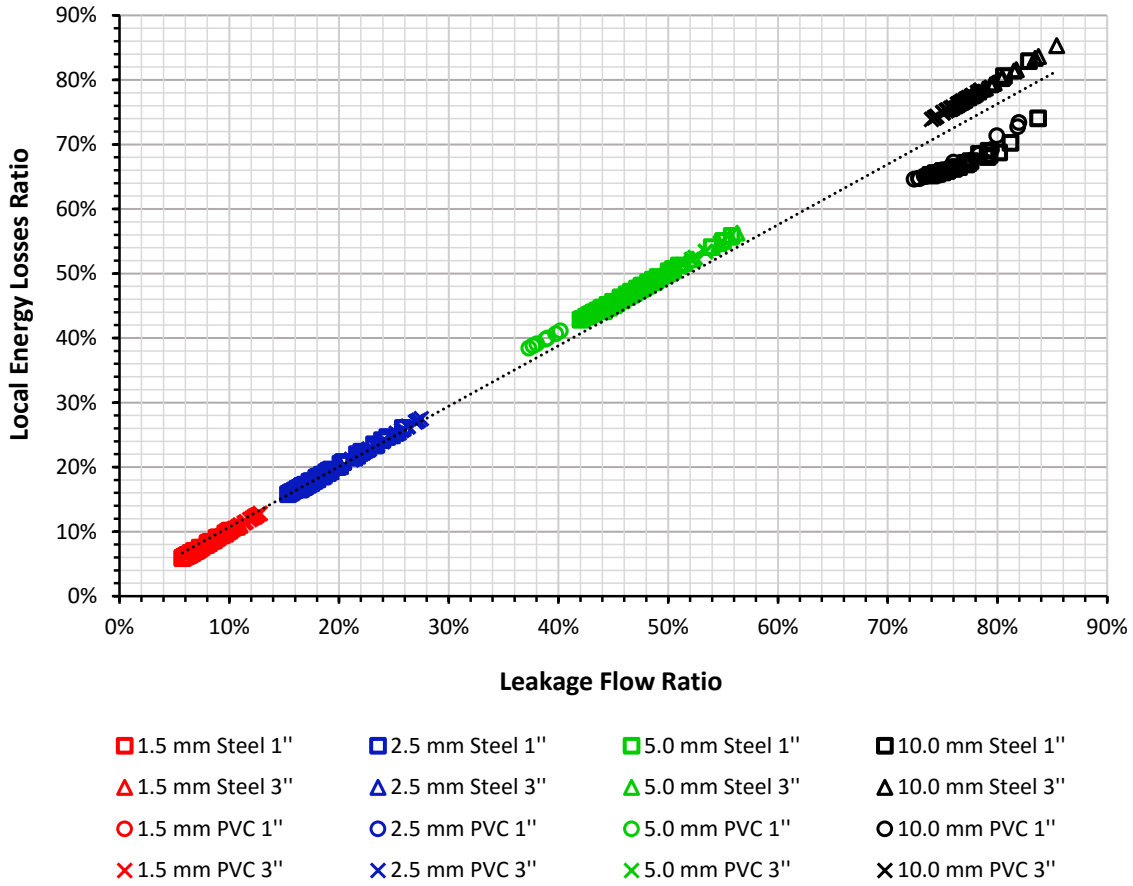 90%
80%
70%
60%
50%
40%
30%
20%
10%
0%
Local Energy Losses Ratio
0% 10% 20% 30% 40% 50% 60% 70% 80% 90%
Leakage Flow Ratio
1.5 mm Steel 1'' 2.5 mm Steel 1'' 5.0 mm Steel 1'' 10.0 mm Steel 1''
1.5 mm Steel 3'' 2.5 mm Steel 3'' 5.0 mm Steel 3'' 10.0 mm Steel 3''
1.5 mm PVC 1'' 2.5 mm PVC 1'' 5.0 mm PVC 1'' 10.0 mm PVC 1''
1.5 mm PVC 3'' 2.5 mm PVC 3'' 5.0 mm PVC 3'' 10.0 mm PVC 3''